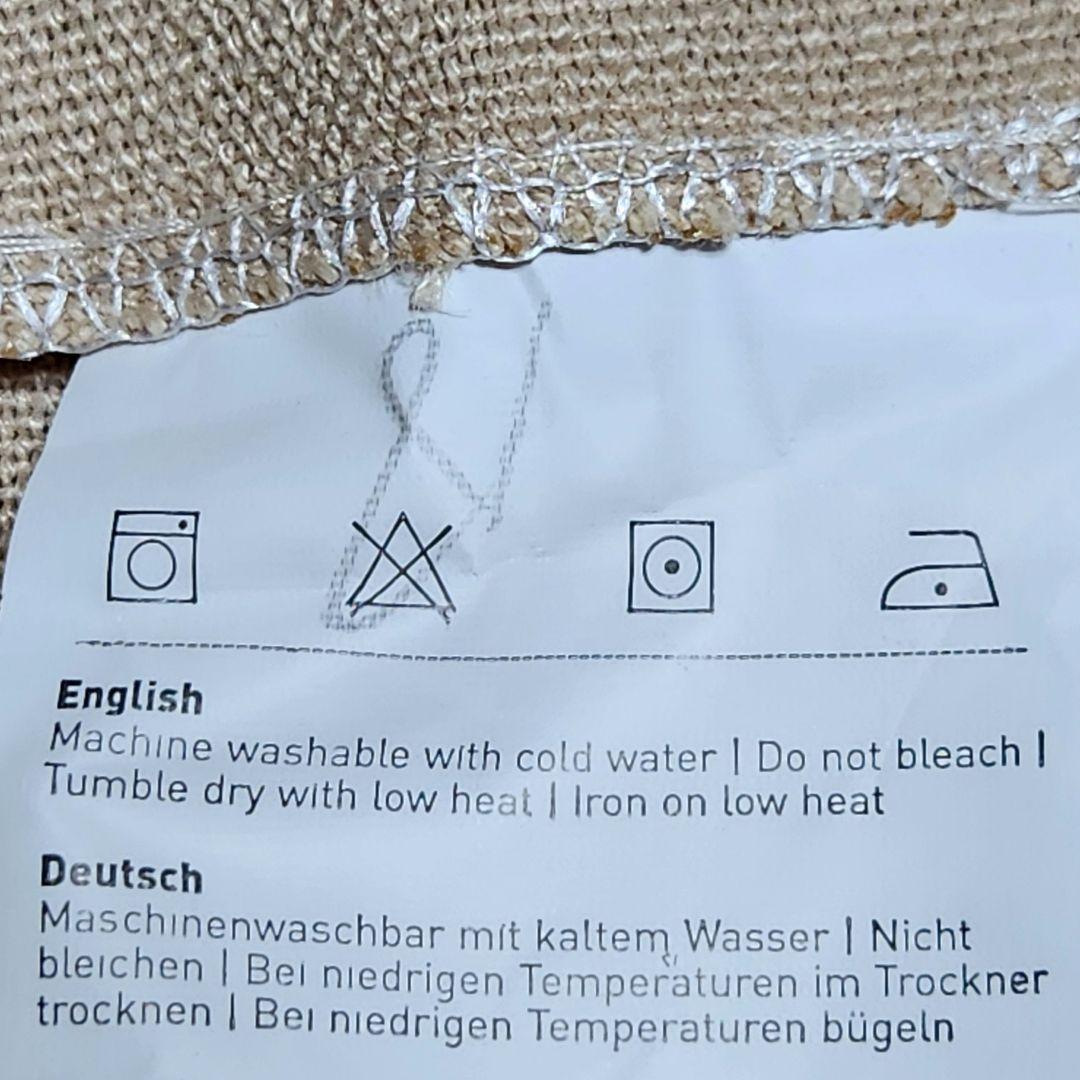 English
Machine washable with cold water | Do not bleach |
Tumble dry with low heat | Iron on low heat
Deutsch
Maschinenwaschbar mit kaltem Wasser | Nicht
bleichen | Bei niedrigen Temperaturen im Trockner
trocknen | Bei niedrigen Temperaturen bügeln